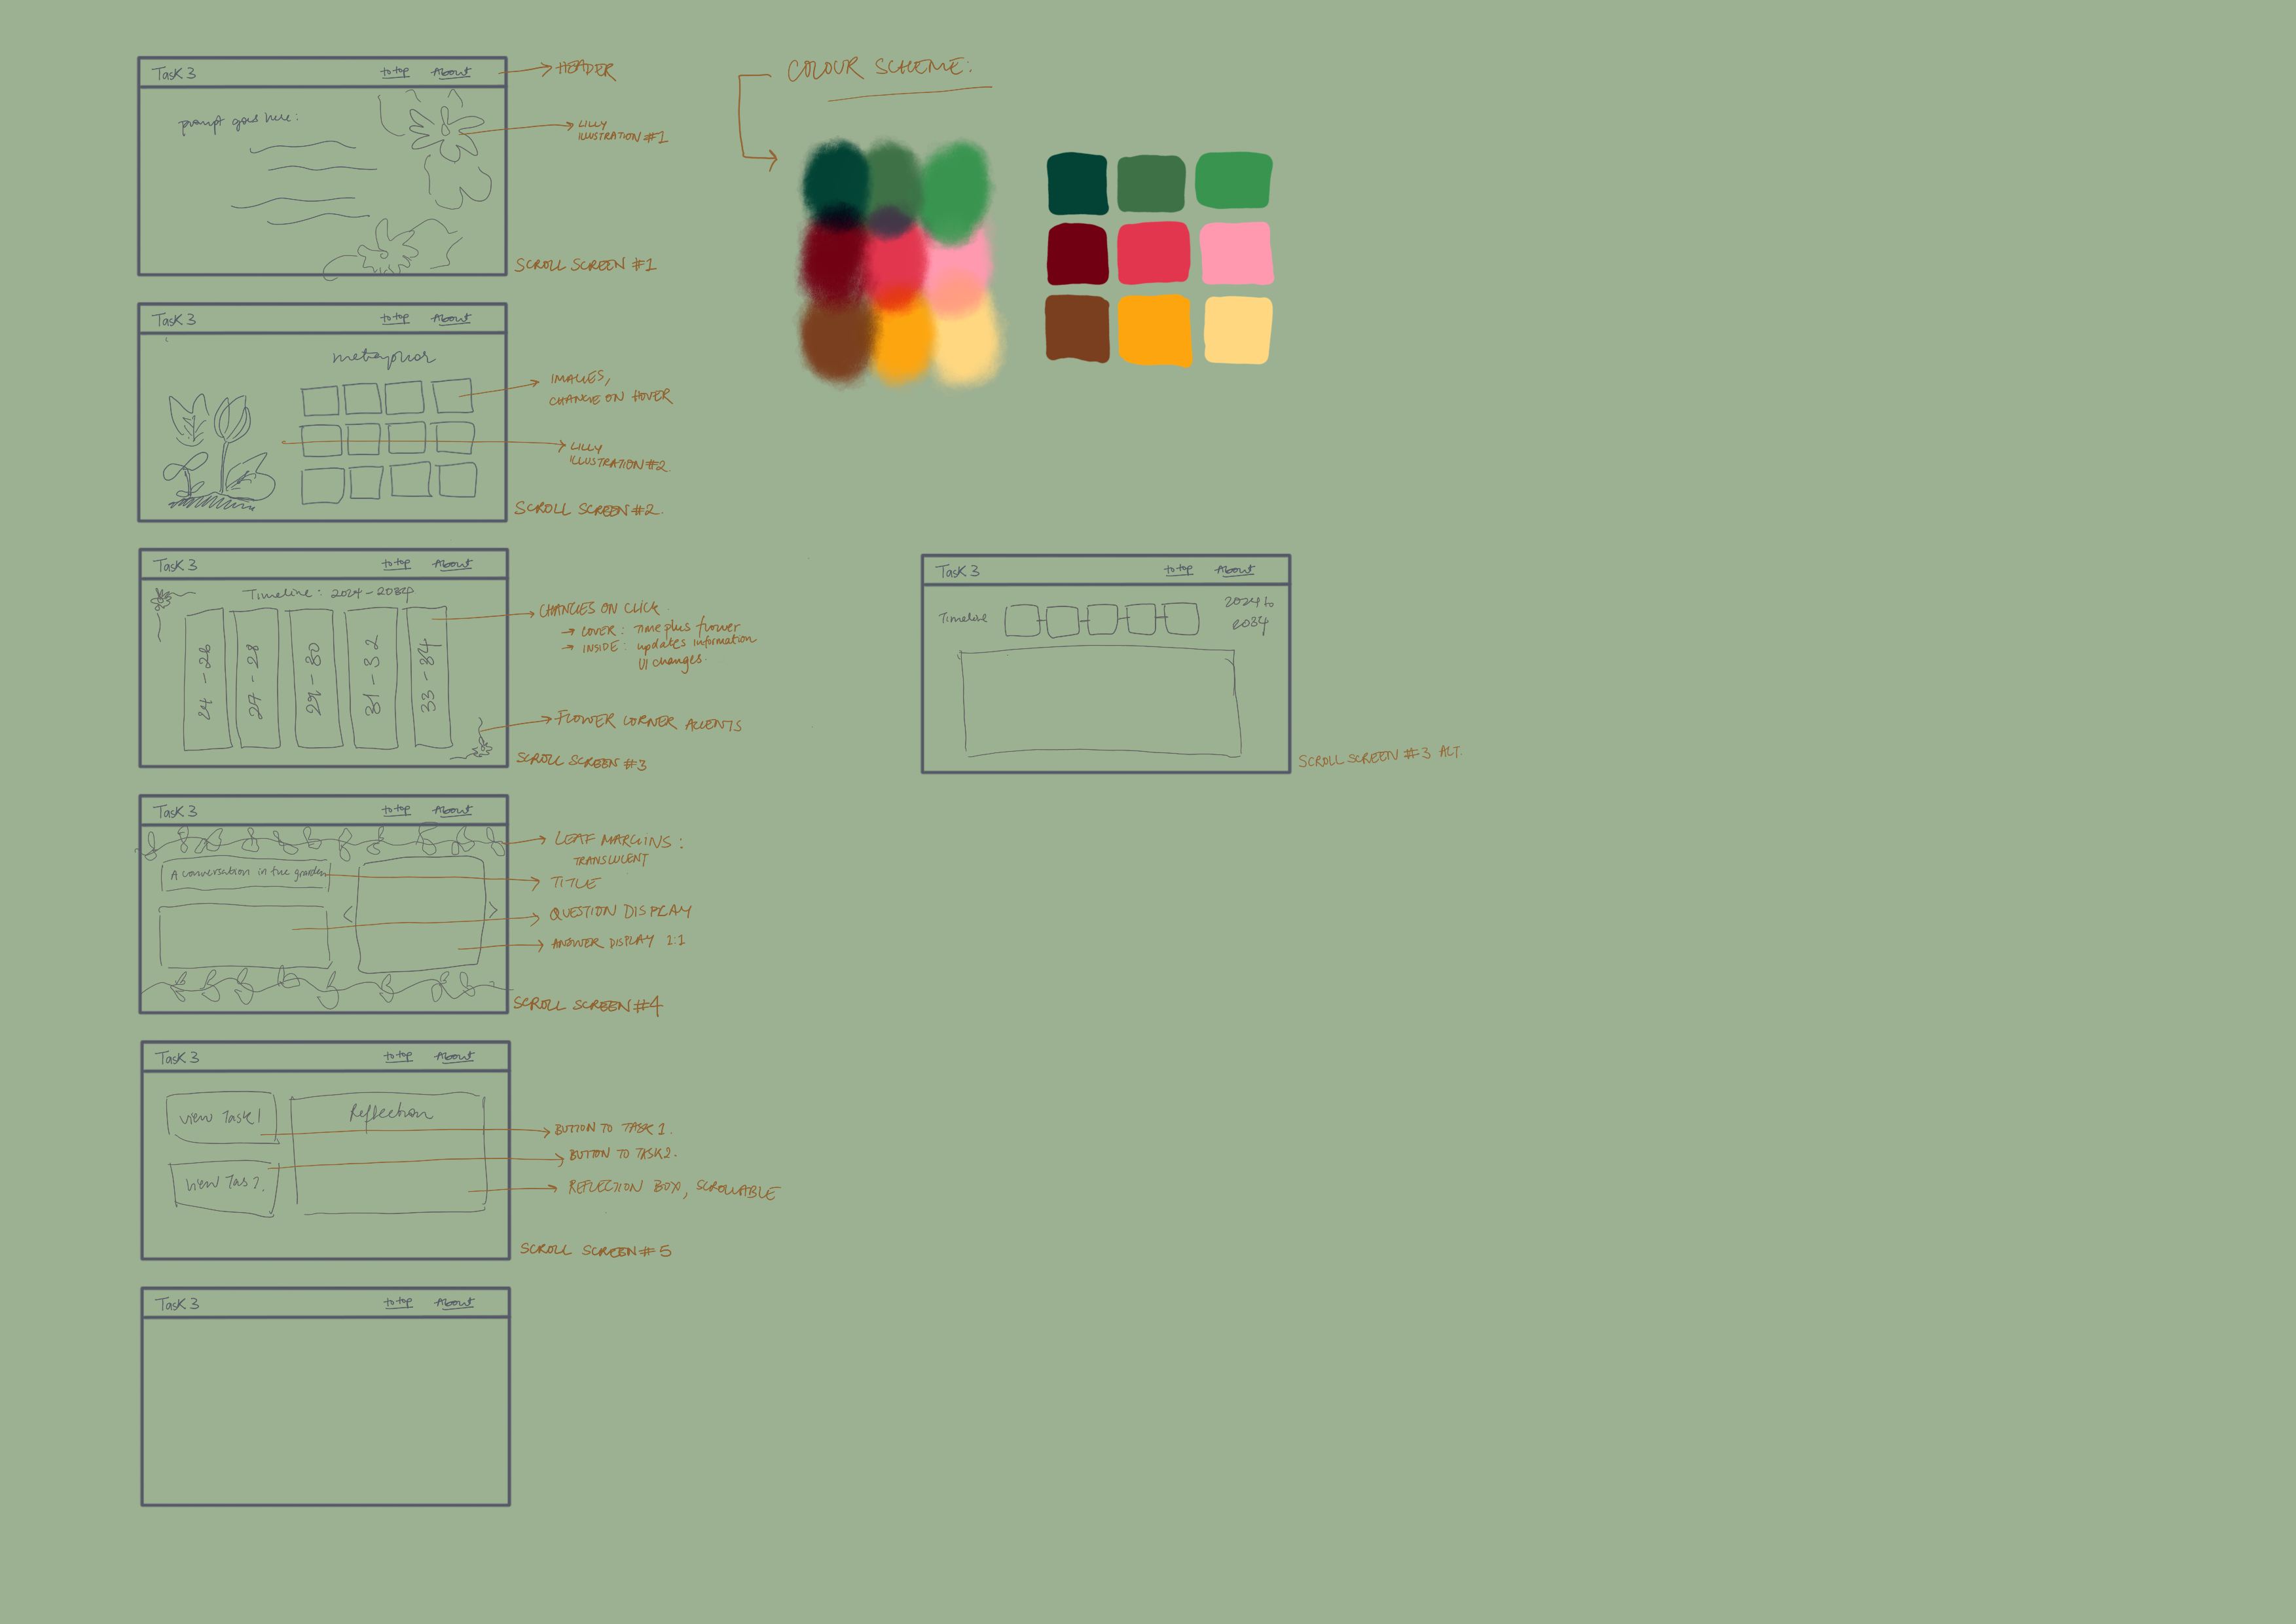 Task 3 to top About
HEADER
prompt goes here:
LILLY
ILLUSTRATION #1
SCROLL SCREEN #1
COLOUR SCHEME:
Task 3 to top About
metaphor
IMAGES,
CHANGE ON HOVER
LILLY
ILLUSTRATION #2.
SCROLL SCREEN #2.
Task 3 to top About
Timeline: 2024 - 2034
24 - 26
27 - 28
29 - 30
31 - 32
33 - 34
CHANGES ON CLICK
→ COVER: Time plus flower
→ INSIDE: updates information
UI changes.
FLOWER CORNER ACCENTS
SCROLL SCREEN #3
Task 3 to top About
Timeline
2024 to
2034
SCROLL SCREEN #3 ALT.
Task 3 to top About
A conversation in the garden
< >
LEAF MARGINS:
TRANSLUCENT
TITLE
QUESTION DISPLAY
ANSWER DISPLAY 1:1
SCROLL SCREEN #4
Task 3 to top About
View Task 1
View Tas 2.
Reflection
BUTTON TO TASK 1.
BUTTON TO TASK 2.
REFLECTION BOX, SCROLLABLE
SCROLL SCREEN # 5
Task 3 to top About